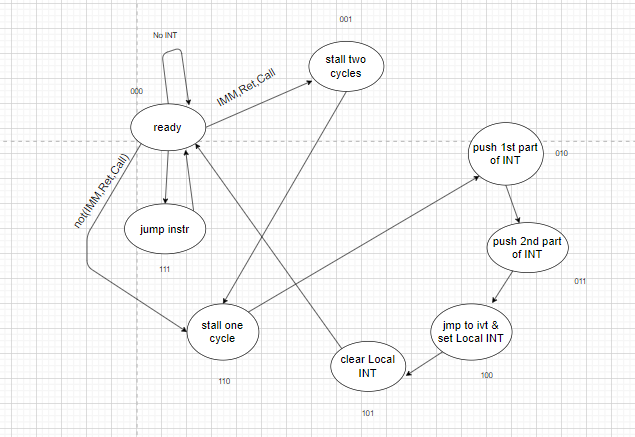 001
No INT
stall two
cycles
IMM,Ret,Call
000
ready
push 1st part
of INT
010
not(IMM,Ret,Call)
jump instr
push 2nd part
of INT
111
011
stall one
cycle
jmp to ivt &
set Local INT
clear Local
INT
110
100
101